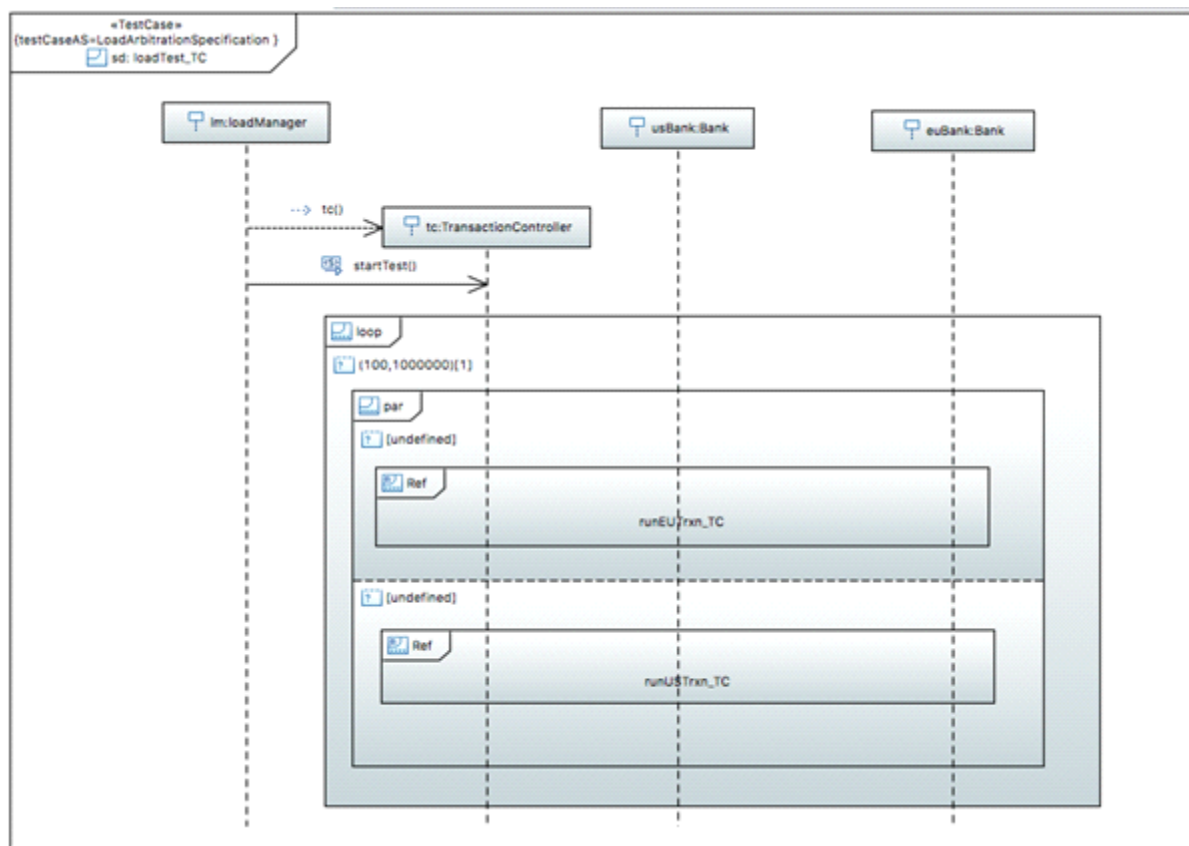 «TestCase»
{testCaseAS=LoadArbitrationSpecification }
sd: loadTest_TC
lm:loadManager
usBank:Bank
euBank:Bank
tc()
tc:TransactionController
startTest()
loop
(100,1000000)[1]
par
[undefined]
Ref
runEUTrxn_TC
[undefined]
Ref
runUSTrxn_TC